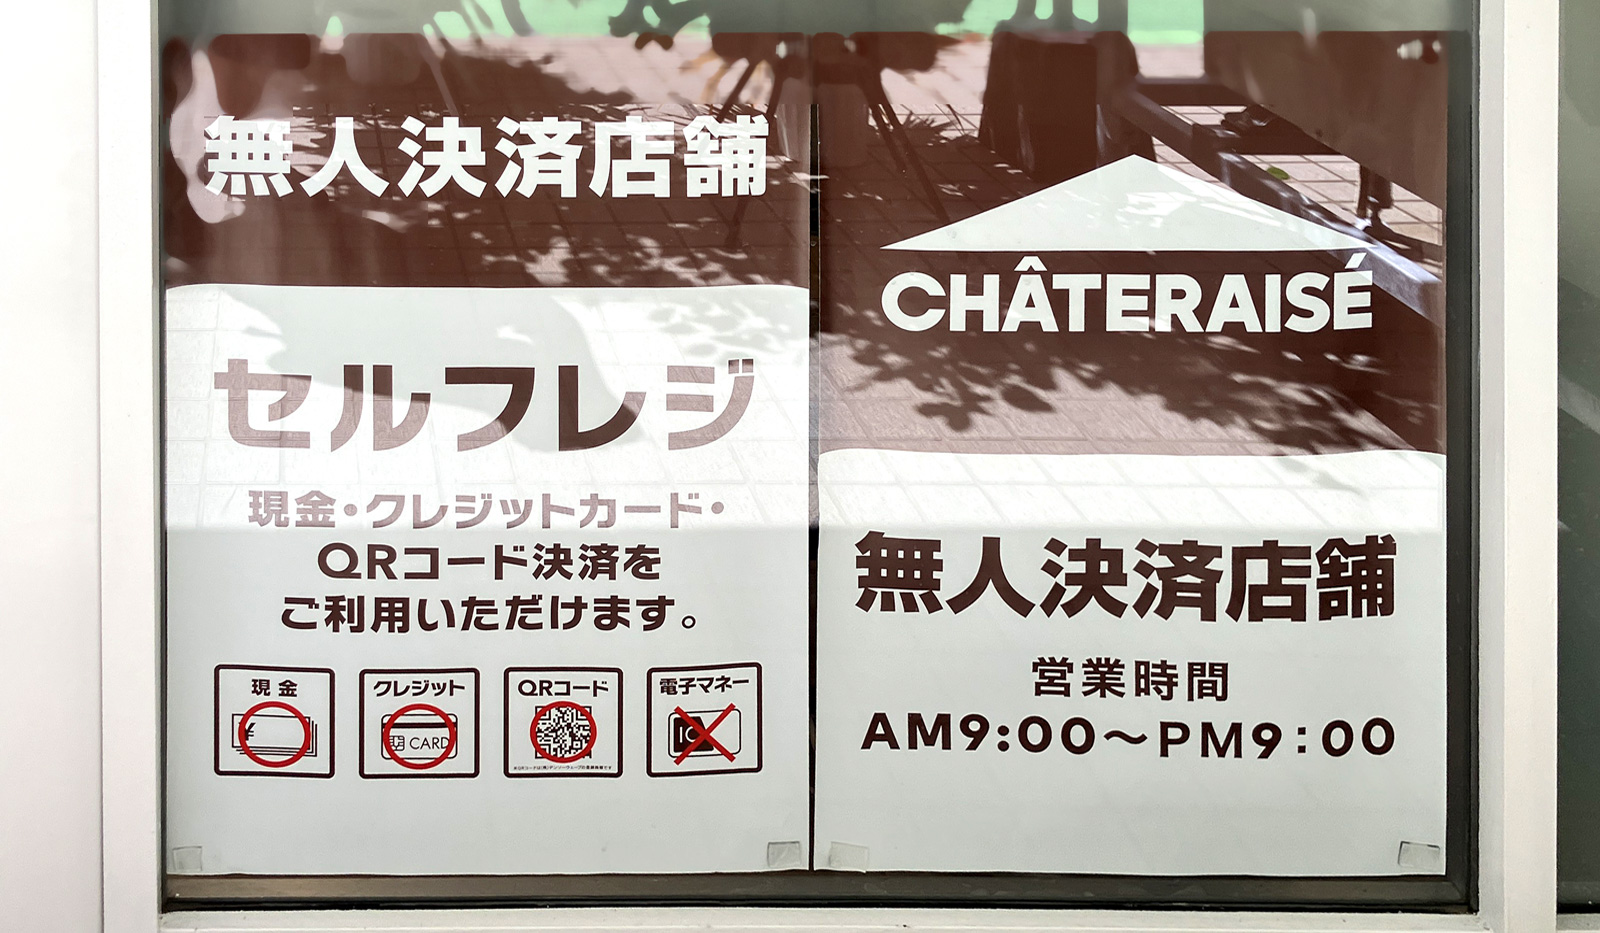 無人決済店舗
セルフレジ
現金・クレジットカード・
QRコード決済を
ご利用いただけます。
現金
¥
クレジット
CARD
QRコード
電子マネー
CHÂTERAISÉ
無人決済店舗
営業時間
AM9:00～PM9:00